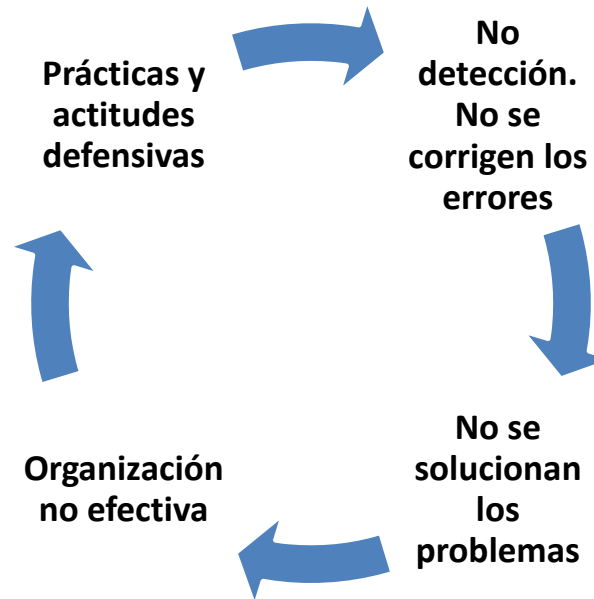 Prácticas y
actitudes
defensivas
No
detección.
No se
corrigen los
errores
No se
solucionan
los
problemas
Organización
no efectiva